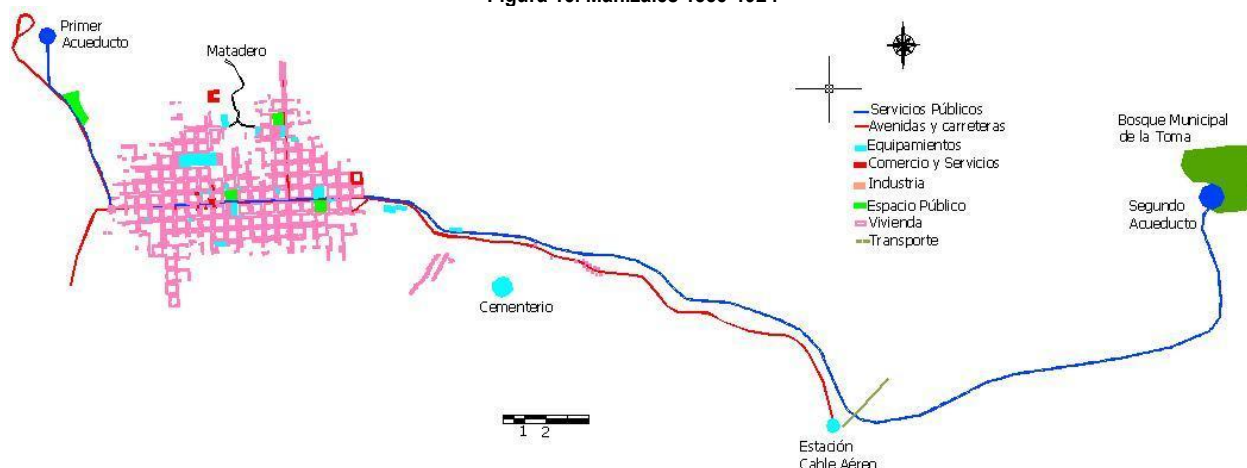 Primer
Acueducto
Matadero
Servicios Públicos
Avenidas y carreteras
Equipamientos
Comercio y Servicios
Industria
Espacio Público
Vivienda
Transporte
Bosque Municipal
de la Toma
Segundo
Acueducto
Cementerio
1 2
Estación
Cable Aéreo